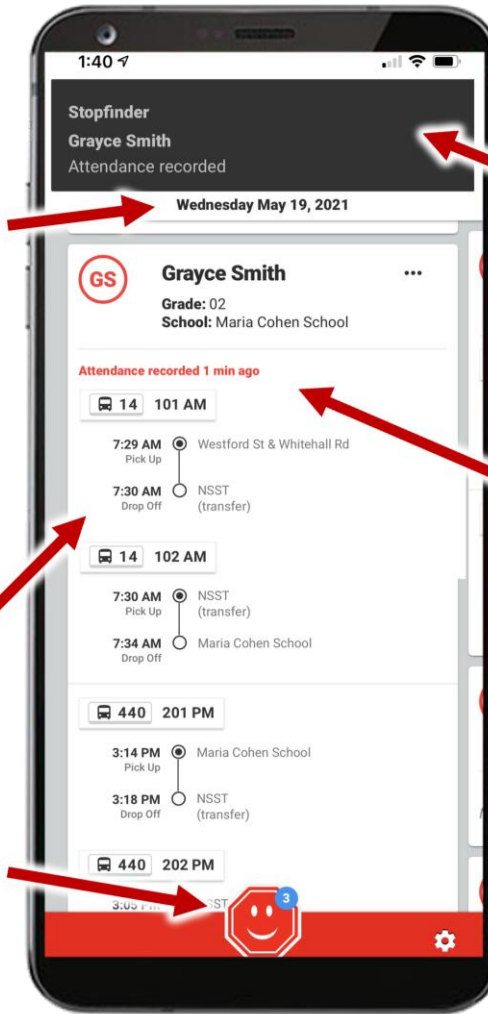 1:40
Stopfinder
Grayce Smith
Attendance recorded
Wednesday May 19, 2021
GS
Grayce Smith
Grade: 02
School: Maria Cohen School
Attendance recorded 1 min ago
14 101 AM
7:29 AM Westford St & Whitehall Rd
Pick Up
7:30 AM NSST
Drop Off (transfer)
14 102 AM
7:30 AM NSST
Pick Up (transfer)
7:34 AM Maria Cohen School
Drop Off
440 201 PM
3:14 PM Maria Cohen School
Pick Up
3:18 PM NSST
Drop Off (transfer)
440 202 PM
3:05
3